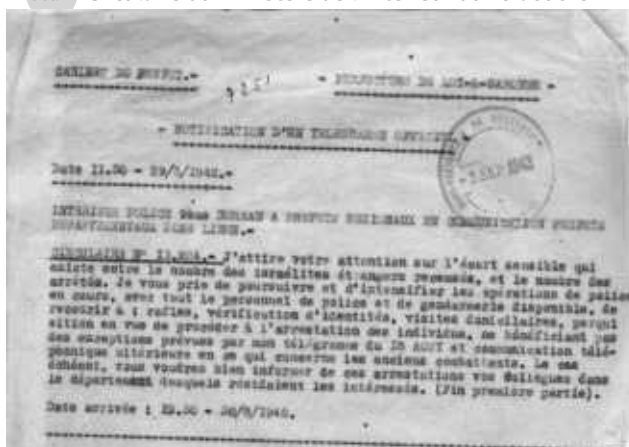 CABINET DU PREFET.-
- PREFECTURE DE LOT-&-GARONNE -
- NOTIFICATION D'UN TELEGRAMME OFFICIEL
Date 11.50 - 29/8/1942.-
INTERIEUR POLICE 9ème BUREAU A PREFETS REGIONAUX EN COMMUNICATION PREFETS
DEPARTEMENTAUX ZONE LIBRE.-
CIRCULAIRE N° J'attire votre attention sur l'écart sensible qui
existe entre le nombre des israélites étrangers recensés, et le nombre des
arrêtés. Je vous prie de poursuivre et d'intensifier les opérations de police
en cours, avec tout le personnel de police et de gendarmerie disponible, de
recourir à : rafles, vérification d'identités, visites domiciliaires, perqui
sition en vue de procéder à l'arrestation des individus, ne bénéficiant pas
des exceptions prévues par mon télégramme du AOUT et communication télé-
phonique ultérieure en ce qui concerne les anciens combattants. Le cas
échéant, vous voudrez bien informer de ces arrestations vos collègues dans
le département desquels résidaient les intéressés. (Fin première partie).
Date arrivée : - 30/8/1942.